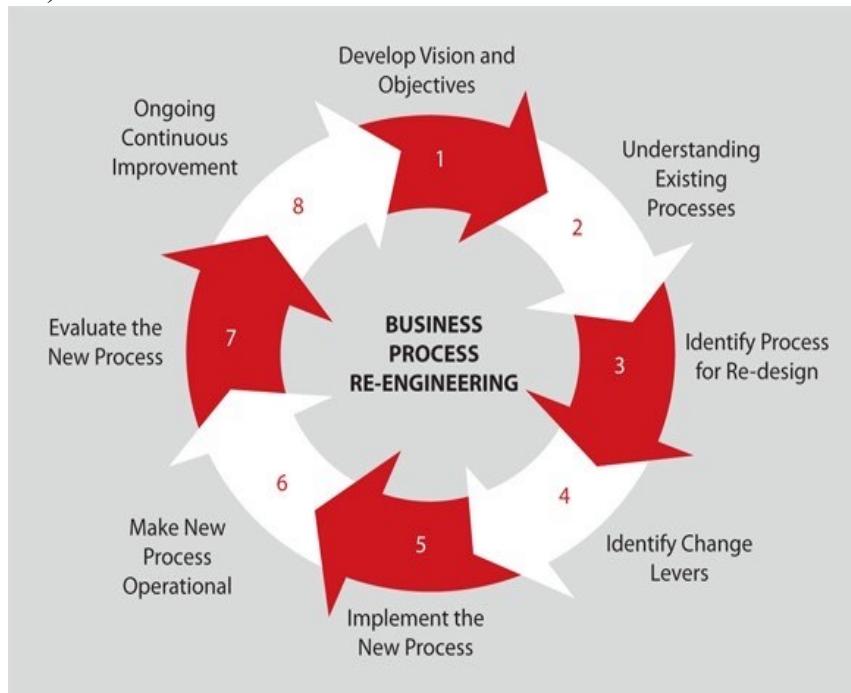 Develop Vision and
Objectives
1
Understanding
Existing
Processes
2
Identify Process
for Re-design
3
Identify Change
Levers
4
Implement the
New Process
5
Make New
Process
Operational
6
Evaluate the
New Process
7
Ongoing
Continuous
Improvement
8
BUSINESS
PROCESS
RE-ENGINEERING